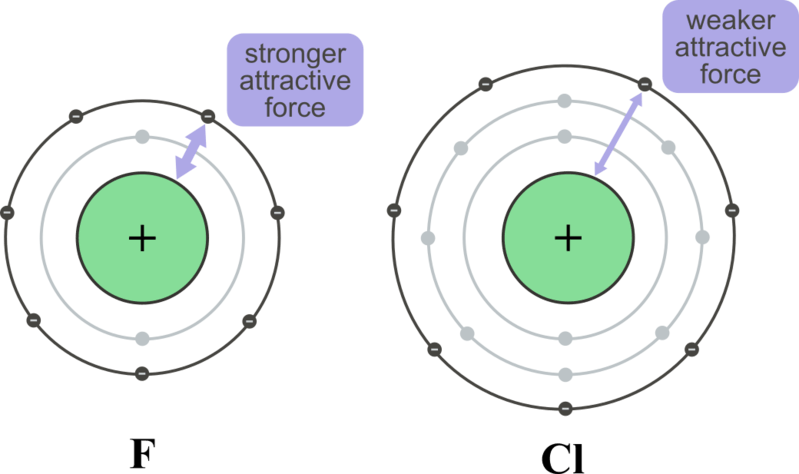 stronger
attractive
force
weaker
attractive
force
+
+
F
Cl